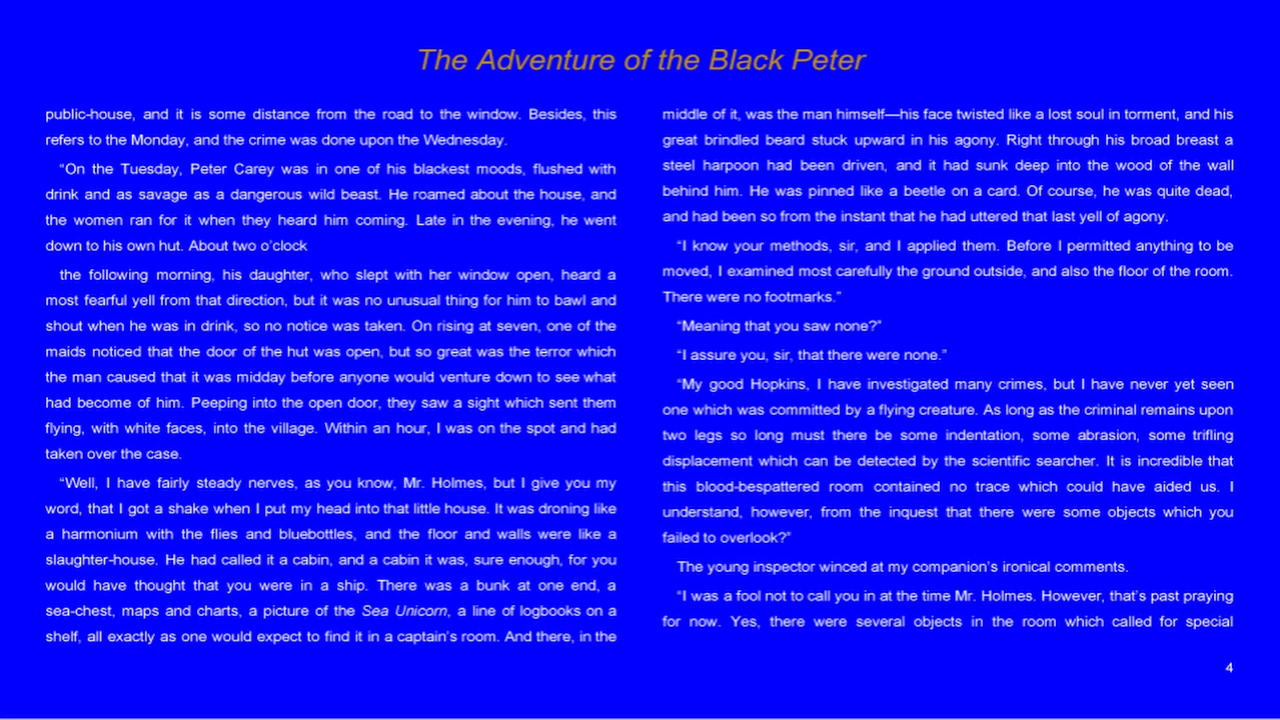 The Adventure of the Black Peter
public-house, and it is some distance from the road to the window. Besides, this
refers to the Monday, and the crime was done upon the Wednesday.
“On the Tuesday, Peter Carey was in one of his blackest moods, flushed with
drink and as savage as a dangerous wild beast. He roamed about the house, and
the women ran for it when they heard him coming. Late in the evening, he went
down to his own hut. About two o’clock
the following morning, his daughter, who slept with her window open, heard a
most fearful yell from that direction, but it was no unusual thing for him to bawl and
shout when he was in drink, so no notice was taken. On rising at seven, one of the
maids noticed that the door of the hut was open, but so great was the terror which
the man caused that it was midday before anyone would venture down to see what
had become of him. Peeping into the open door, they saw a sight which sent them
flying, with white faces, into the village. Within an hour, I was on the spot and had
taken over the case.
“Well, I have fairly steady nerves, as you know, Mr. Holmes, but I give you my
word, that I got a shake when I put my head into that little house. It was droning like
a harmonium with the flies and bluebottles, and the floor and walls were like a
slaughter-house. He had called it a cabin, and a cabin it was, sure enough, for you
would have thought that you were in a ship. There was a bunk at one end, a
sea-chest, maps and charts, a picture of the Sea Unicorn, a line of logbooks on a
shelf, all exactly as one would expect to find it in a captain’s room. And there, in the
middle of it, was the man himself—his face twisted like a lost soul in torment, and his
great brindled beard stuck upward in his agony. Right through his broad breast a
steel harpoon had been driven, and it had sunk deep into the wood of the wall
behind him. He was pinned like a beetle on a card. Of course, he was quite dead,
and had been so from the instant that he had uttered that last yell of agony.
“I know your methods, sir, and I applied them. Before I permitted anything to be
moved, I examined most carefully the ground outside, and also the floor of the room.
There were no footmarks.”
“Meaning that you saw none?”
“I assure you, sir, that there were none.”
“My good Hopkins, I have investigated many crimes, but I have never yet seen
one which was committed by a flying creature. As long as the criminal remains upon
two legs so long must there be some indentation, some abrasion, some trifling
displacement which can be detected by the scientific searcher. It is incredible that
this blood-bespattered room contained no trace which could have aided us. I
understand, however, from the inquest that there were some objects which you
failed to overlook?”
The young inspector winced at my companion’s ironical comments.
“I was a fool not to call you in at the time Mr. Holmes. However, that’s past praying
for now. Yes, there were several objects in the room which called for special
4